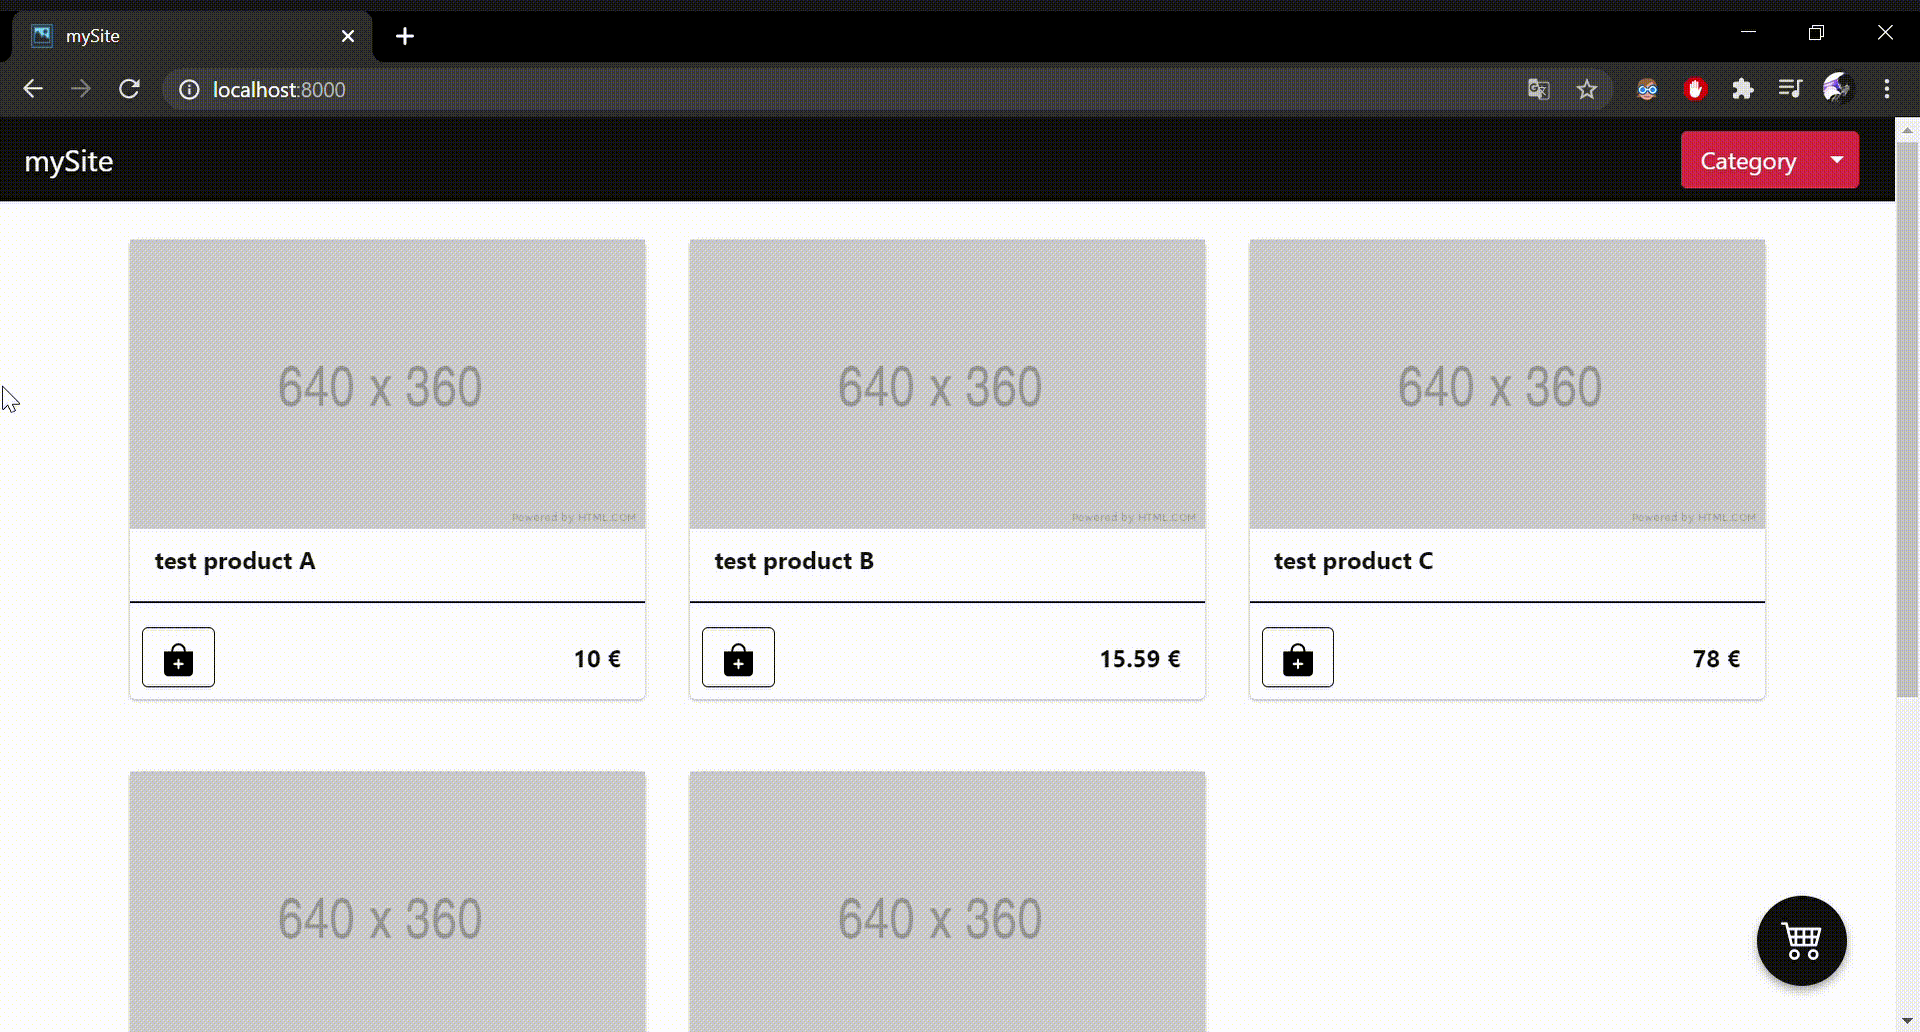 mySite
localhost:8000
mySite
Category
640 x 360
Powered by HTML.COM
640 x 360
Powered by HTML.COM
640 x 360
Powered by HTML.COM
test product A
test product B
test product C
10 €
15.59 €
78 €
640 x 360
640 x 360